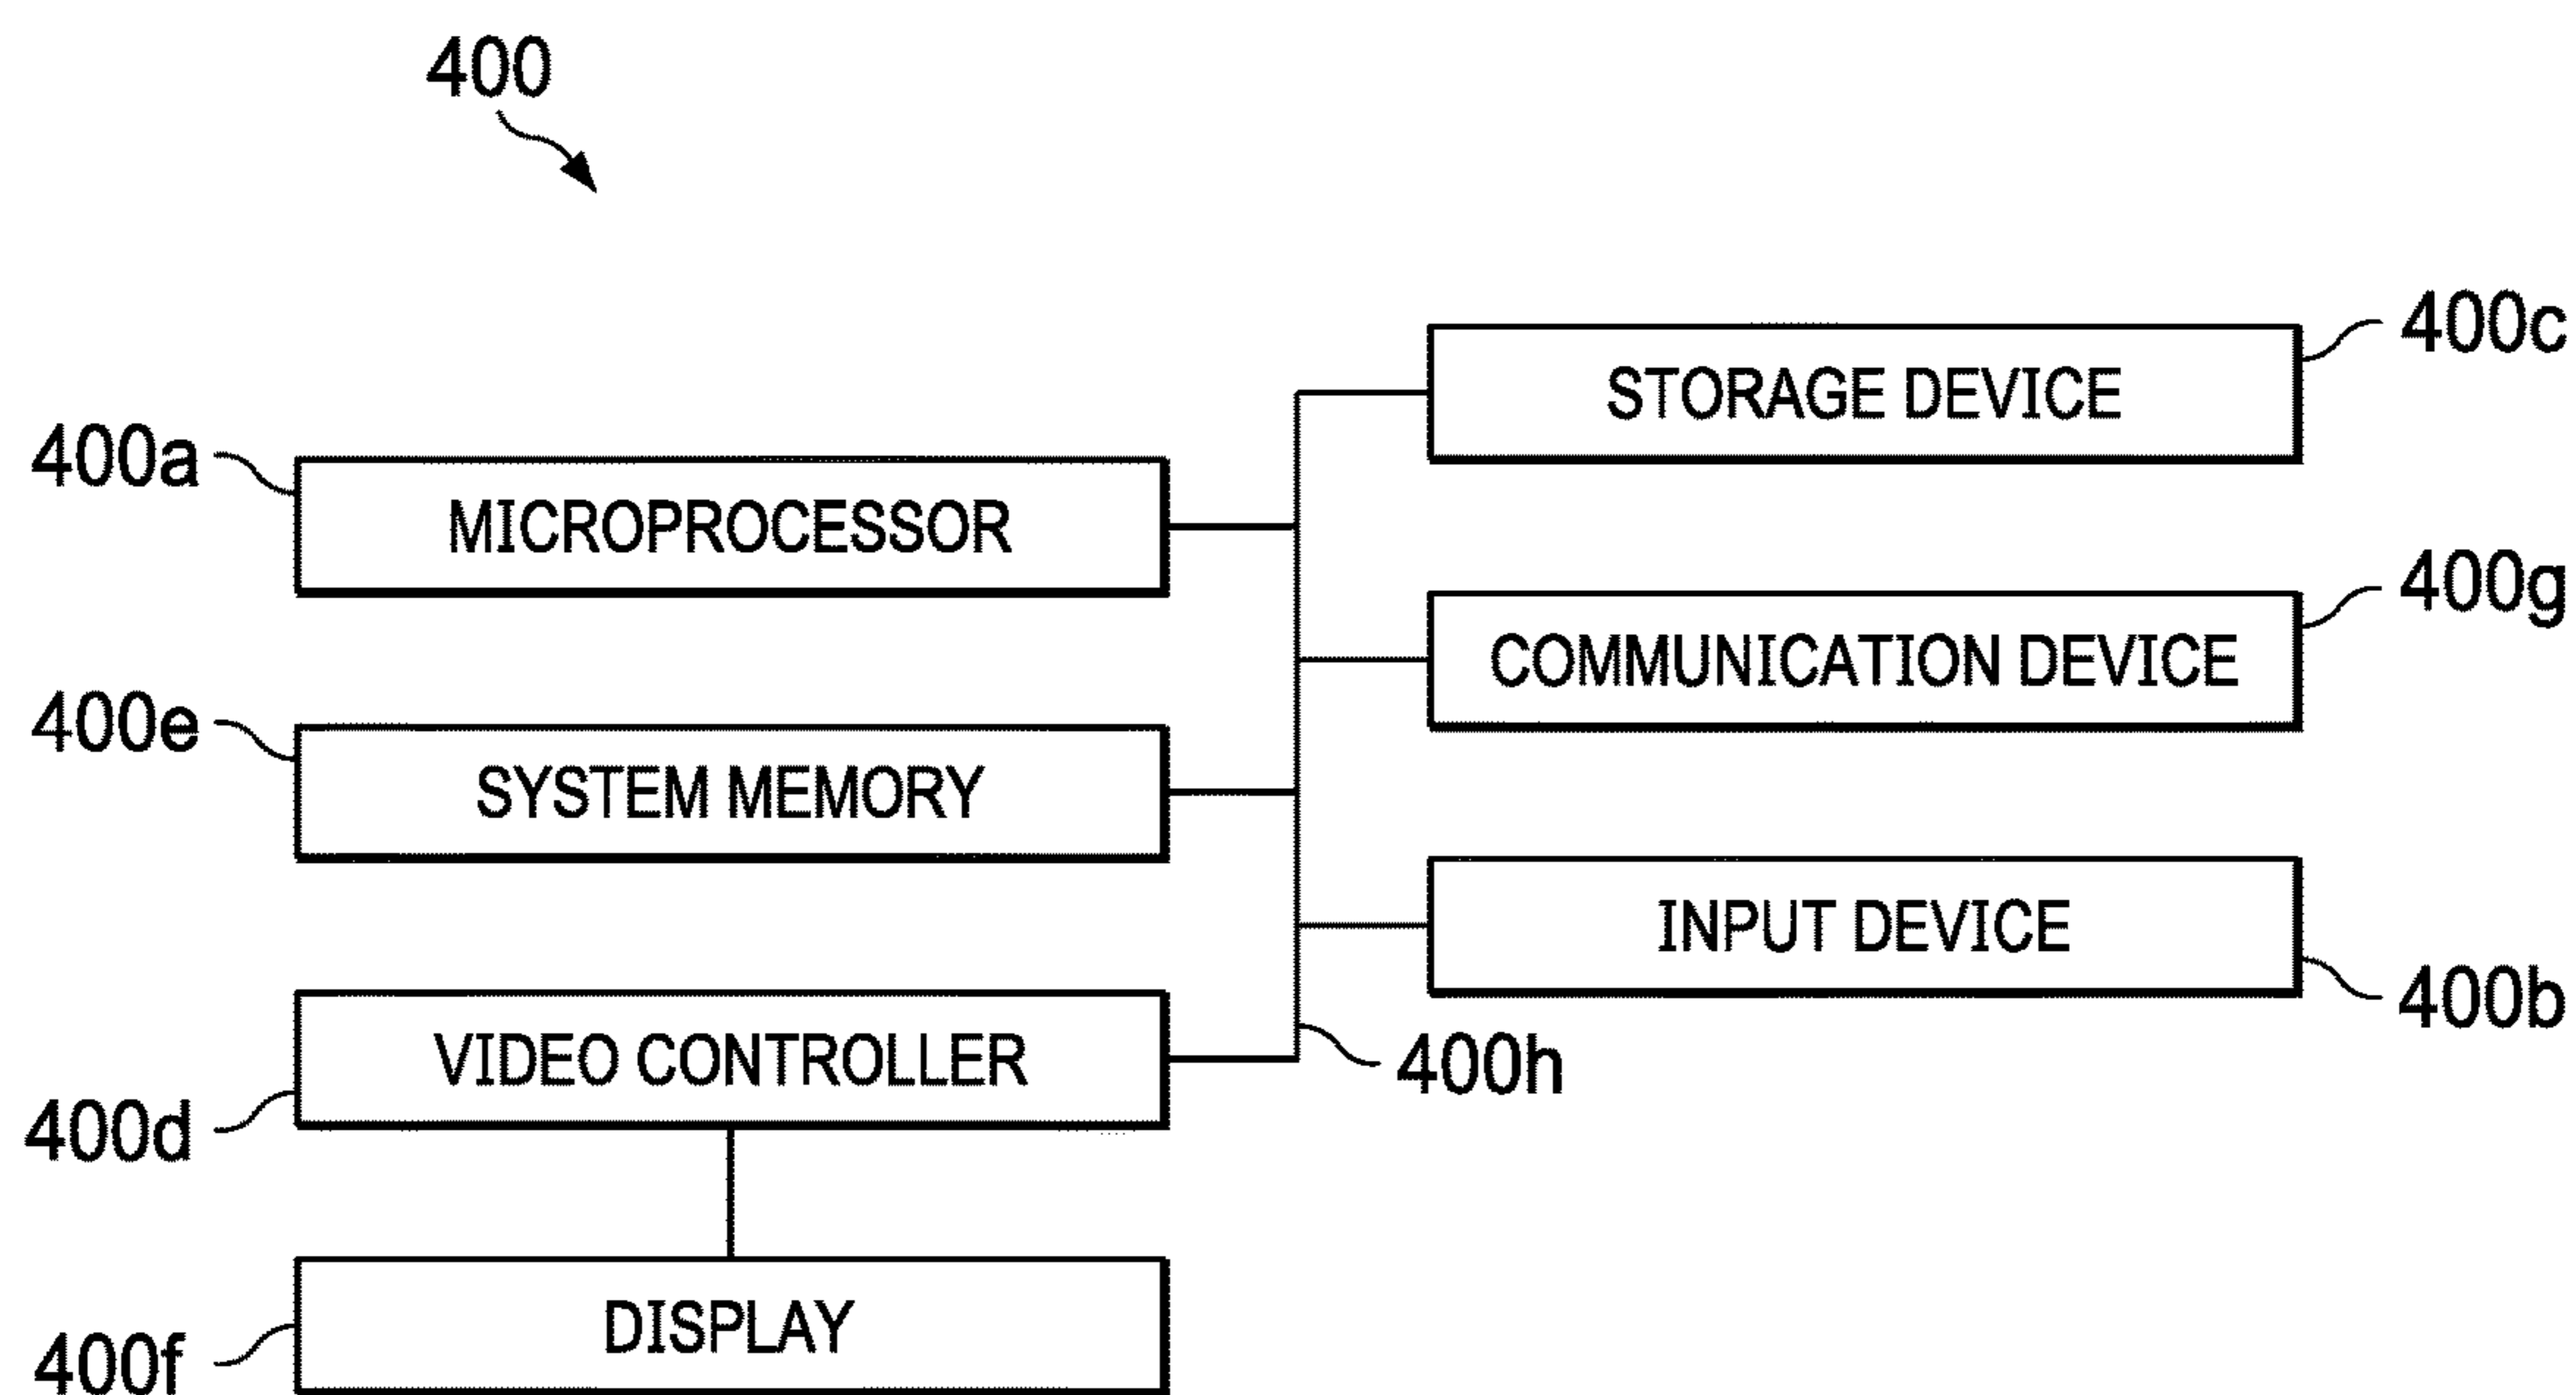 400
400c
STORAGE DEVICE
400a
MICROPROCESSOR
400g
COMMUNICATION DEVICE
400e
SYSTEM MEMORY
INPUT DEVICE
400b
VIDEO CONTROLLER
400h
400d
DISPLAY
400f